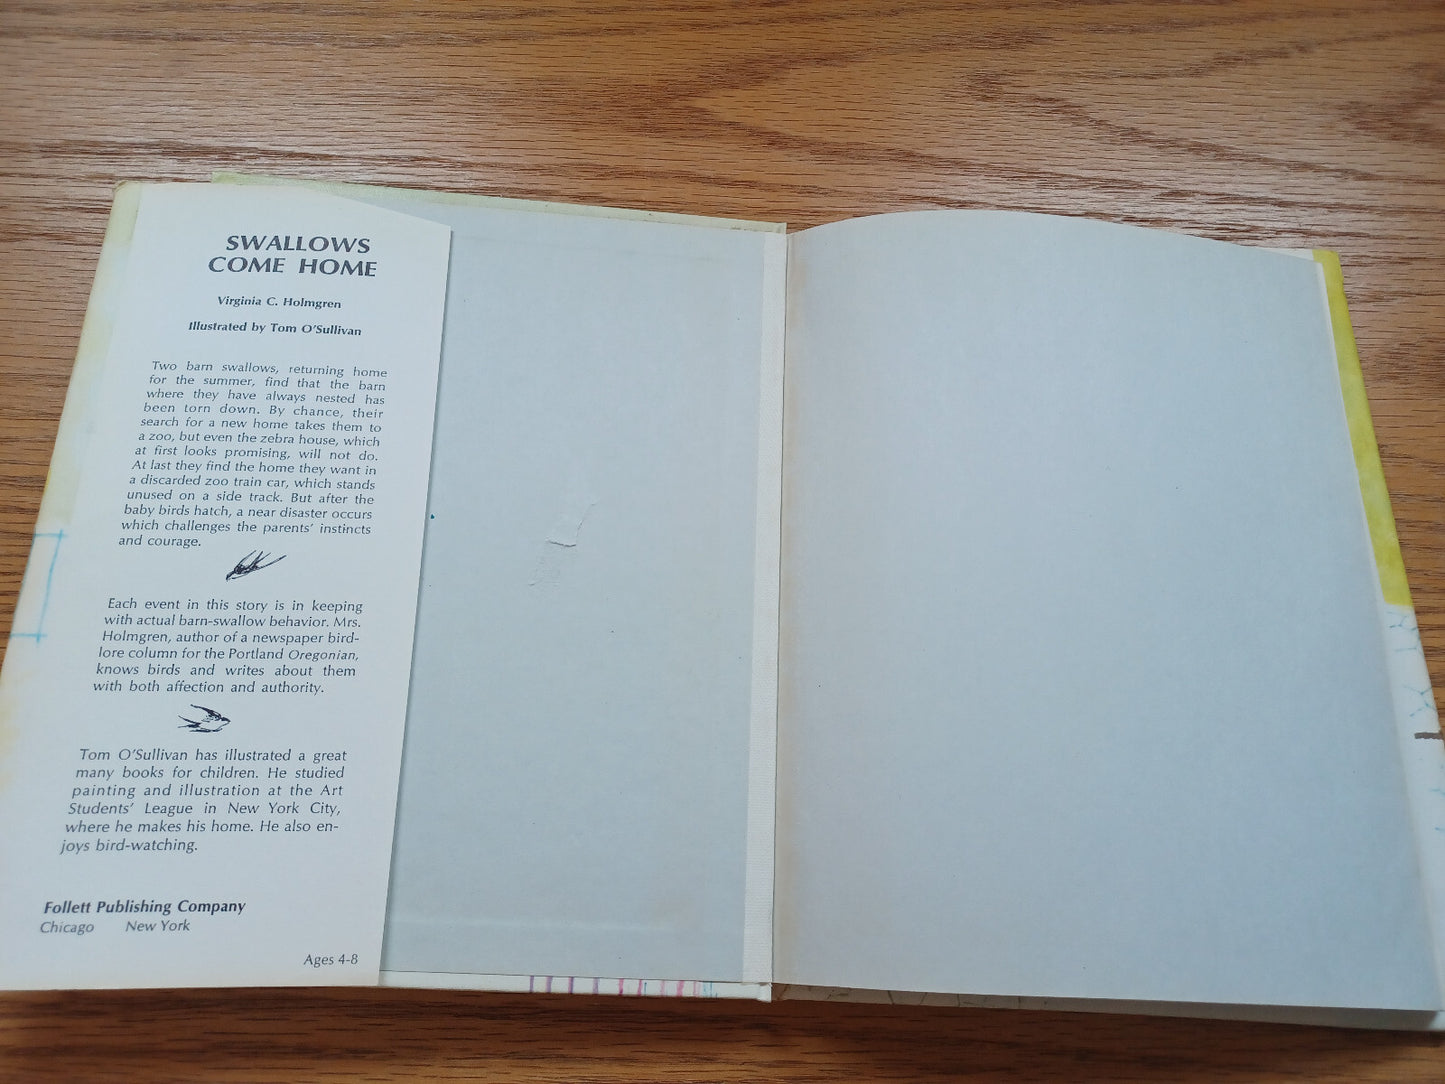 SWALLOWS
COME HOME
Virginia C. Holmgren
Illustrated by Tom O'Sullivan
Two barn swallows, returning home
for the summer, find that the barn
where they have always nested has
been torn down. By chance, their
search for a new home takes them to
a zoo, but even the zebra house, which
at first looks promising, will not do.
At last they find the home they want in
a discarded zoo train car, which stands
unused on a side track. But after the
baby birds hatch, a near disaster occurs
which challenges the parents' instincts
and courage.
Each event in this story is in keeping
with actual barn-swallow behavior. Mrs.
Holmgren, author of a newspaper bird-
lore column for the Portland Oregonian,
knows birds and writes about them
with both affection and authority.
Tom O'Sullivan has illustrated a great
many books for children. He studied
painting and illustration at the Art
Students' League in New York City,
where he makes his home. He also en-
joys bird-watching.
Follett Publishing Company
Chicago New York
Ages 4-8